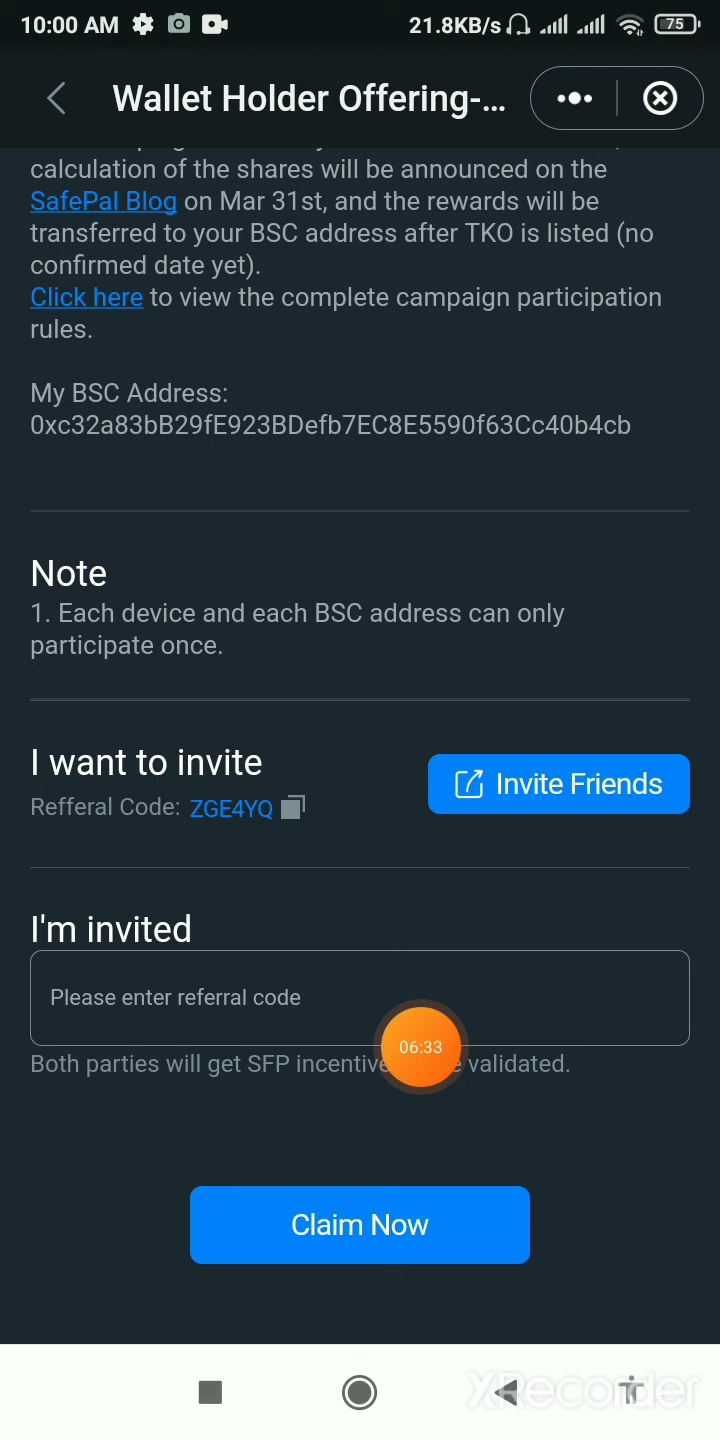 10:00 AM 21.8KB/s 75
Wallet Holder Offering-...
calculation of the shares will be announced on the
SafePal Blog on Mar 31st, and the rewards will be
transferred to your BSC address after TKO is listed (no
confirmed date yet).
Click here to view the complete campaign participation
rules.
My BSC Address:
0xc32a83bB29fE923BDefb7EC8E5590f63Cc40b4cb
Note
1. Each device and each BSC address can only
participate once.
I want to invite
Refferal Code: ZGE4YQ
Invite Friends
I'm invited
Please enter referral code
06:33
Both parties will get SFP validated.
Claim Now
XRecorder